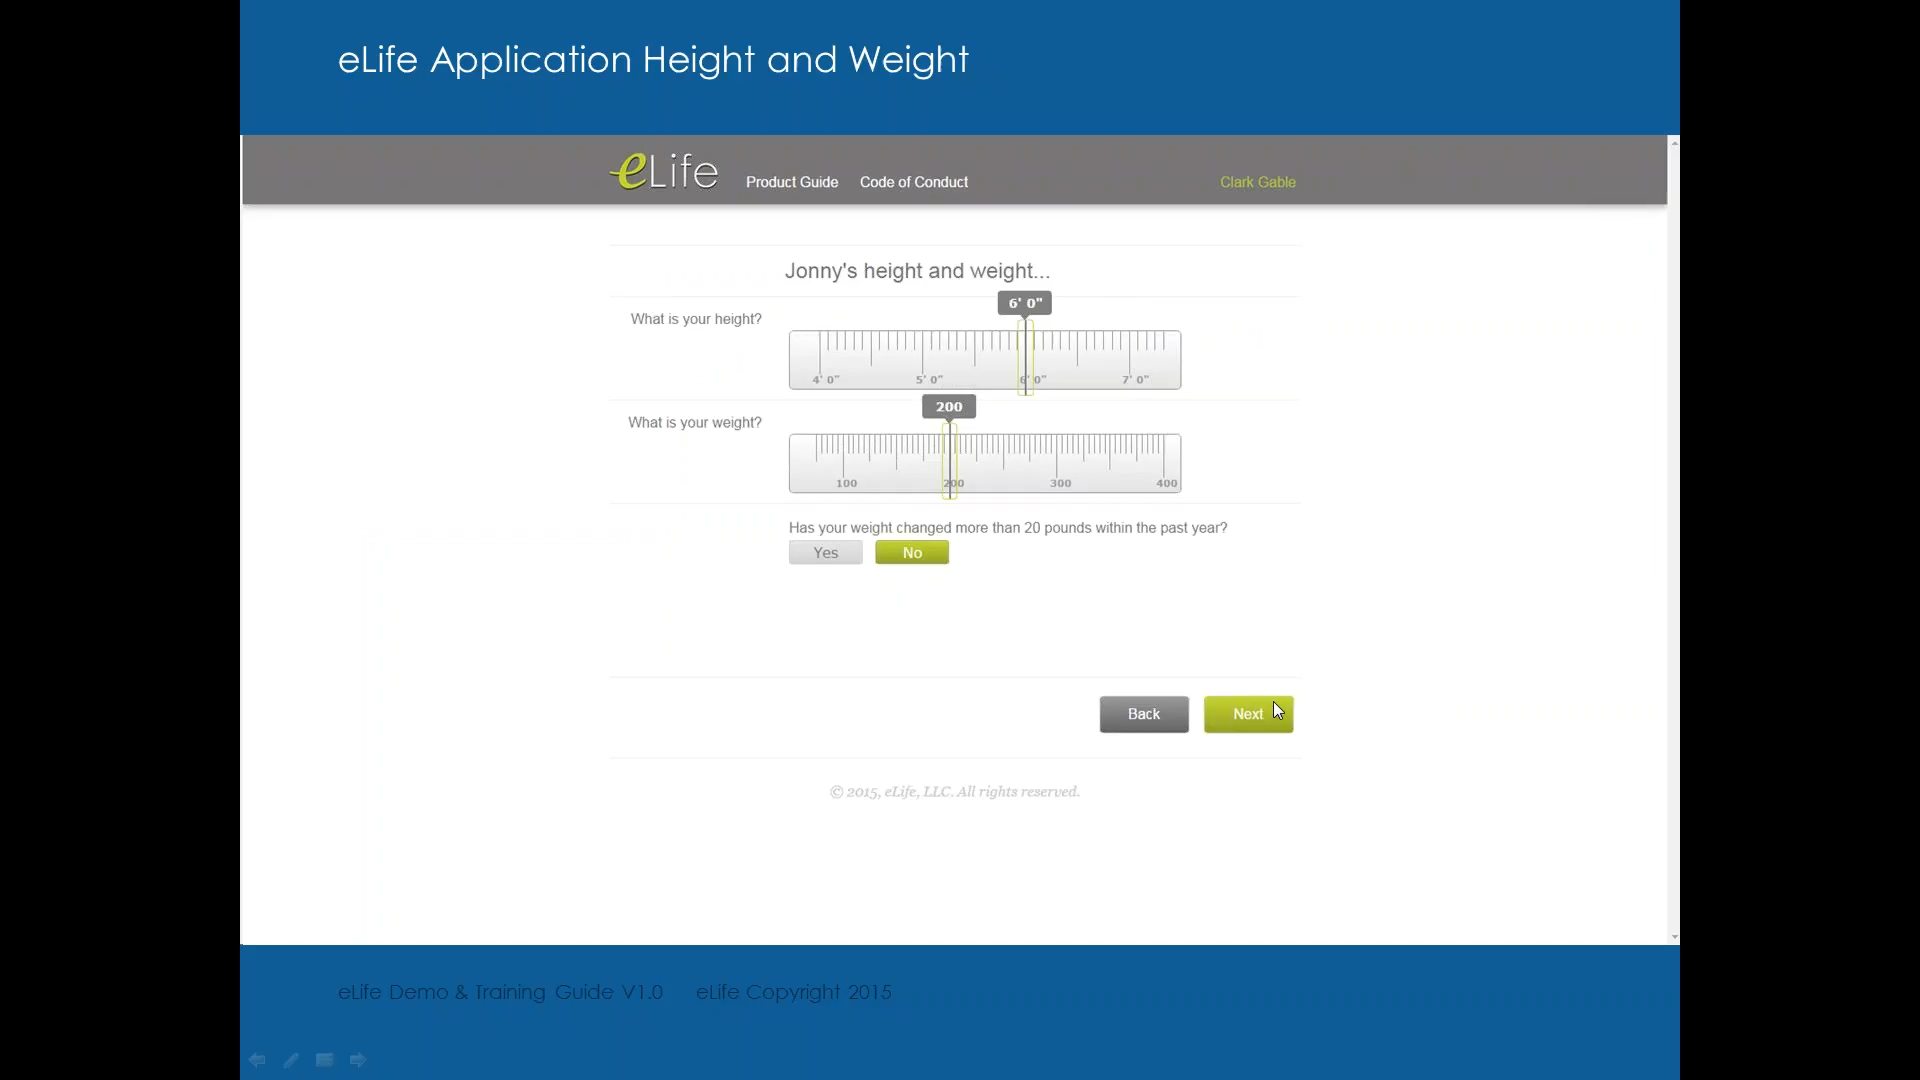 eLife Application Height and Weight
eLife Product Guide Code of Conduct Clark Gable
Jonny's height and weight...
6' 0"
What is your height?
4' 0" 5' 0" 6' 0" 7' 0"
200
What is your weight?
100 200 300 400
Has your weight changed more than 20 pounds within the past year?
Yes No
Back Next
© 2015, eLife, LLC. All rights reserved.
eLife Demo & Training Guide V1.0 eLife Copyright 2015